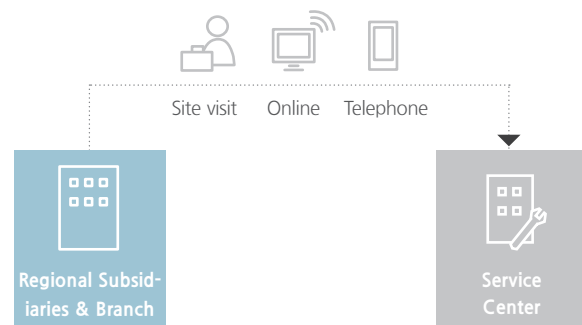 Site visit Online Telephone
Regional Subsid-
iaries & Branch
Service
Center